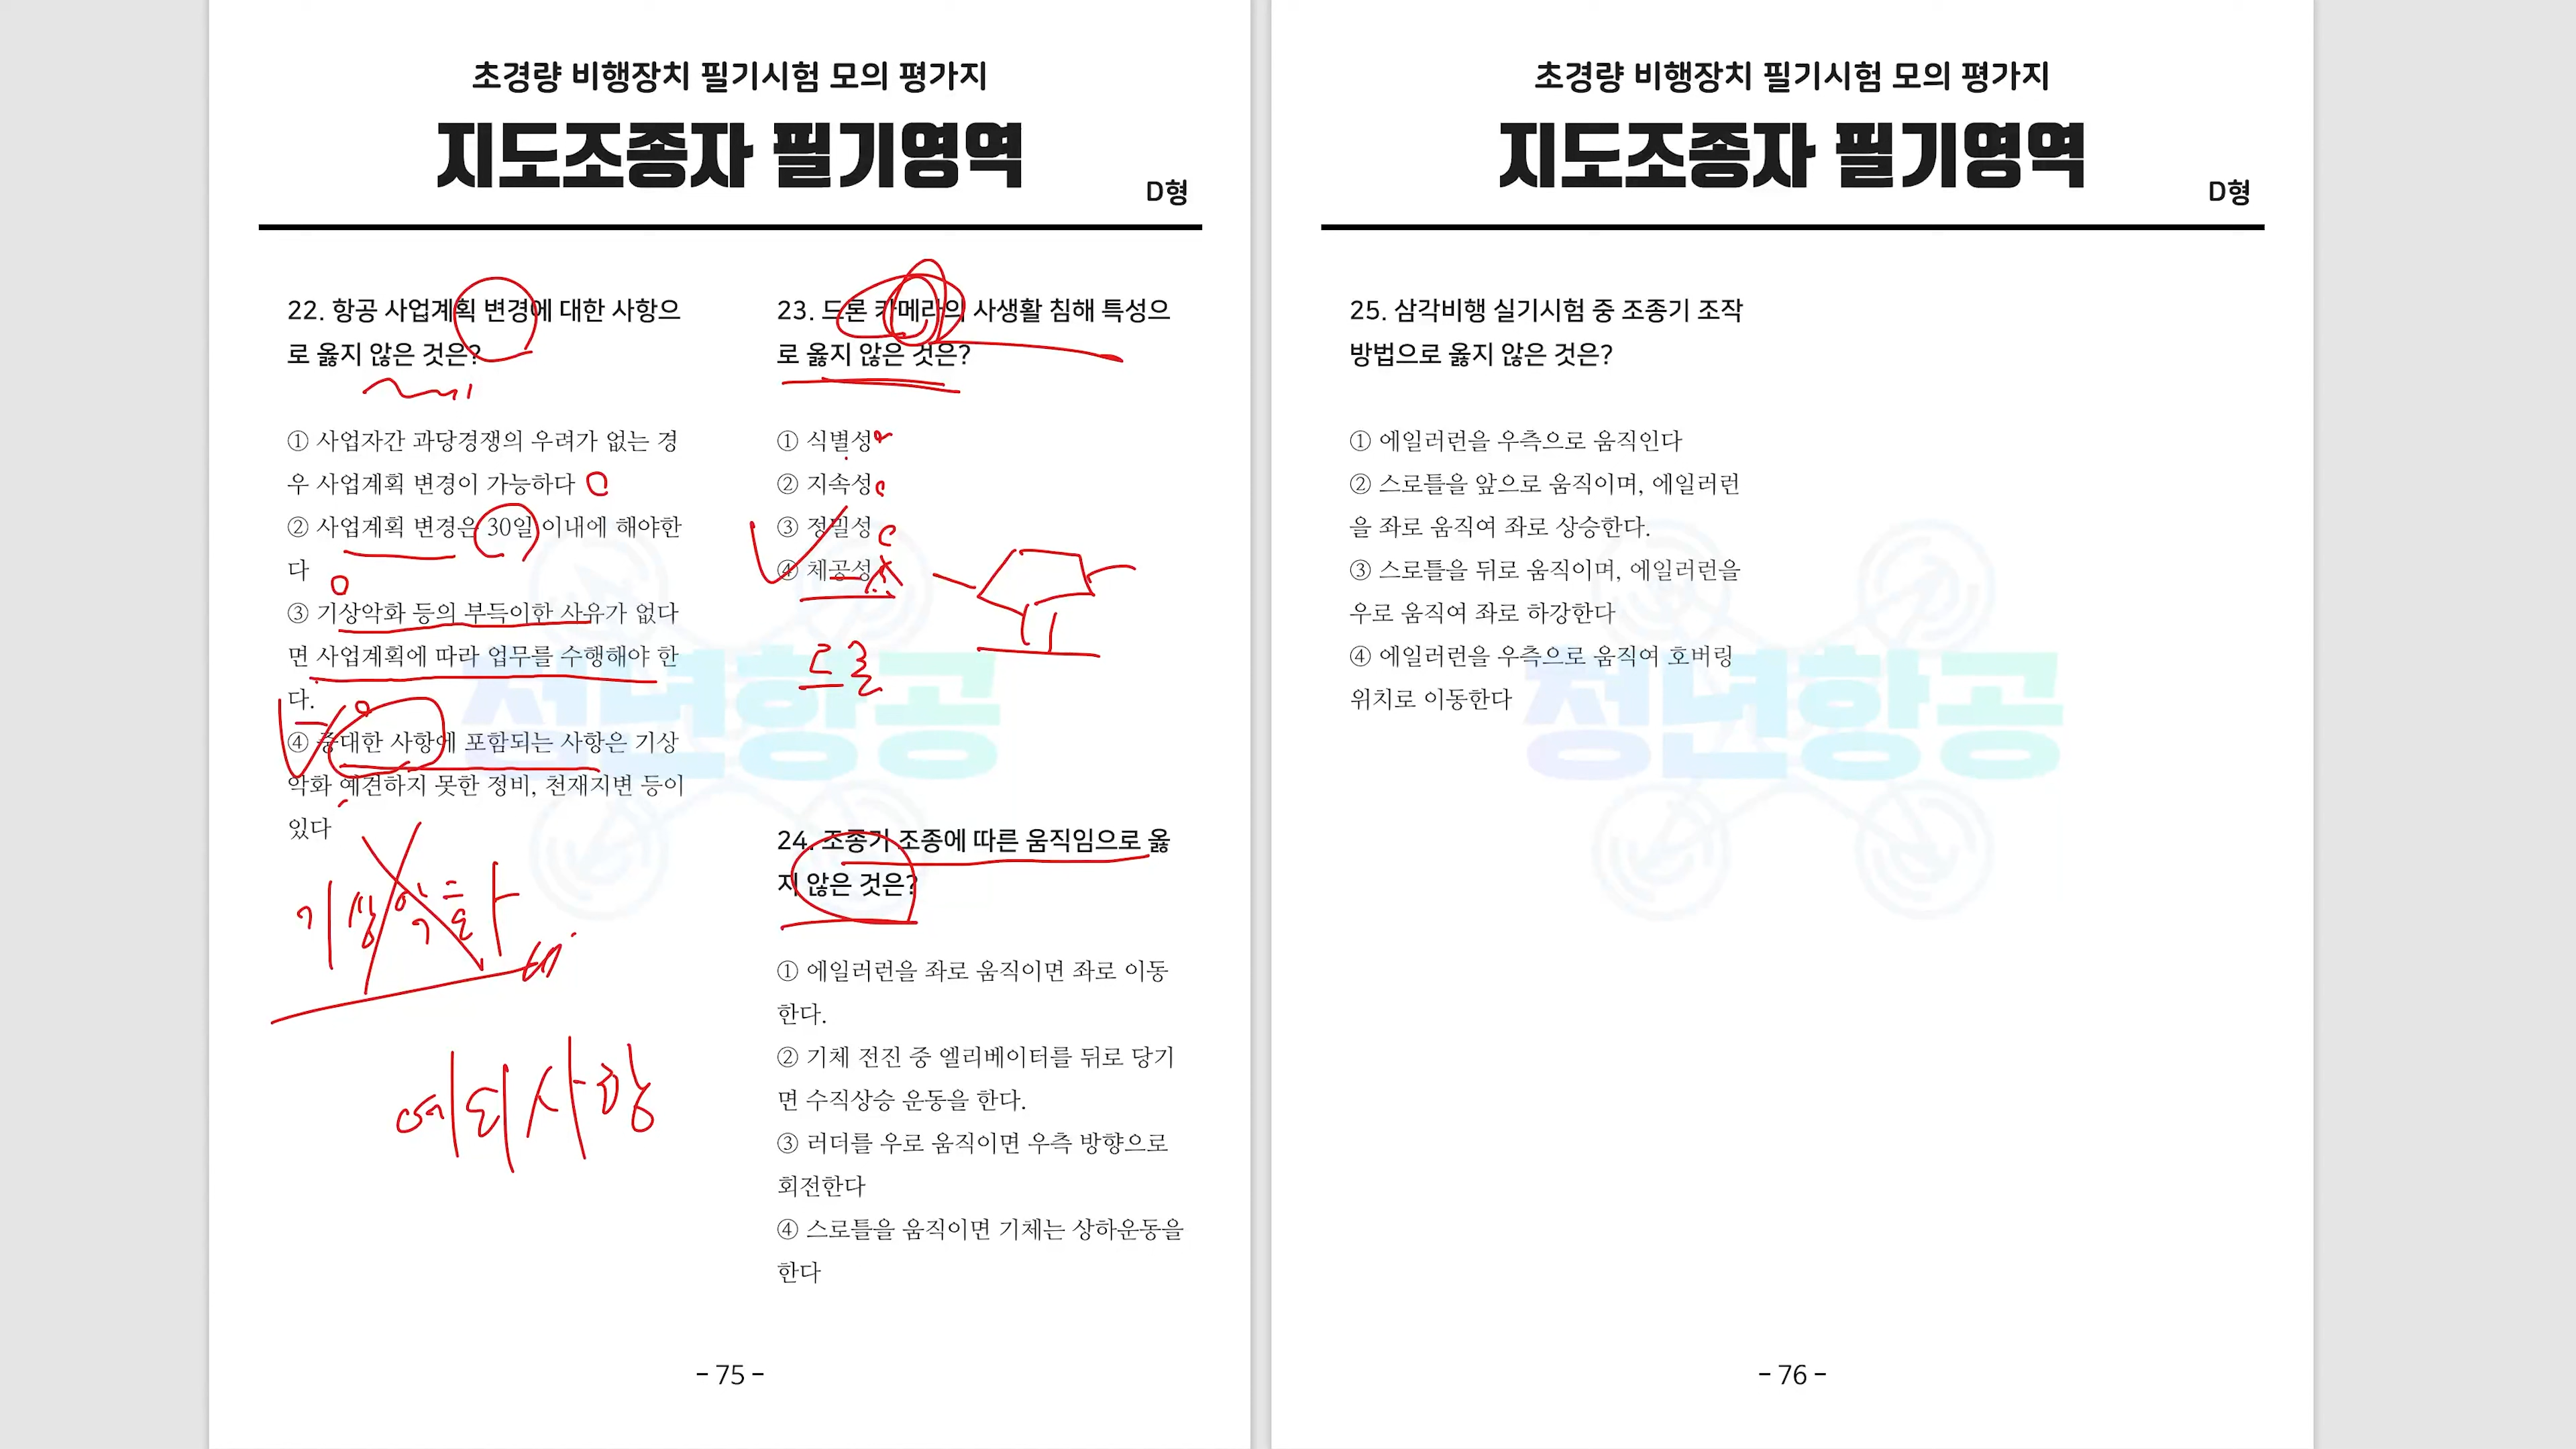 초경량 비행장치 필기시험 모의 평가지
지도조종자 필기영역
D형
22. 항공 사업계획 변경에 대한 사항으
로 옳지 않은 것은?
① 사업자간 과당경쟁의 우려가 없는 경
우 사업계획 변경이 가능하다
② 사업계획 변경은 30일 이내에 해야한
다
③ 기상악화 등의 부득이한 사유가 없다
면 사업계획에 따라 업무를 수행해야 한
다.
④ 중대한 사항에 포함되는 사항은 기상
악화 예견하지 못한 정비, 천재지변 등이
있다
기상악화
예외사항
23. 드론 카메라의 사생활 침해 특성으
로 옳지 않은 것은?
① 식별성
② 지속성
③ 정밀성
④ 체공성
드론
24. 조종기 조종에 따른 움직임으로 옳
지 않은 것은?
① 에일러런을 좌로 움직이면 좌로 이동
한다.
② 기체 전진 중 엘리베이터를 뒤로 당기
면 수직상승 운동을 한다.
③ 러더를 우로 움직이면 우측 방향으로
회전한다
④ 스로틀을 움직이면 기체는 상하운동을
한다
청년항공
- 75 -
초경량 비행장치 필기시험 모의 평가지
지도조종자 필기영역
D형
25. 삼각비행 실기시험 중 조종기 조작
방법으로 옳지 않은 것은?
① 에일러런을 우측으로 움직인다
② 스로틀을 앞으로 움직이며, 에일러런
을 좌로 움직여 좌로 상승한다.
③ 스로틀을 뒤로 움직이며, 에일러런을
우로 움직여 좌로 하강한다
④ 에일러런을 우측으로 움직여 호버링
위치로 이동한다
청년항공
- 76 -